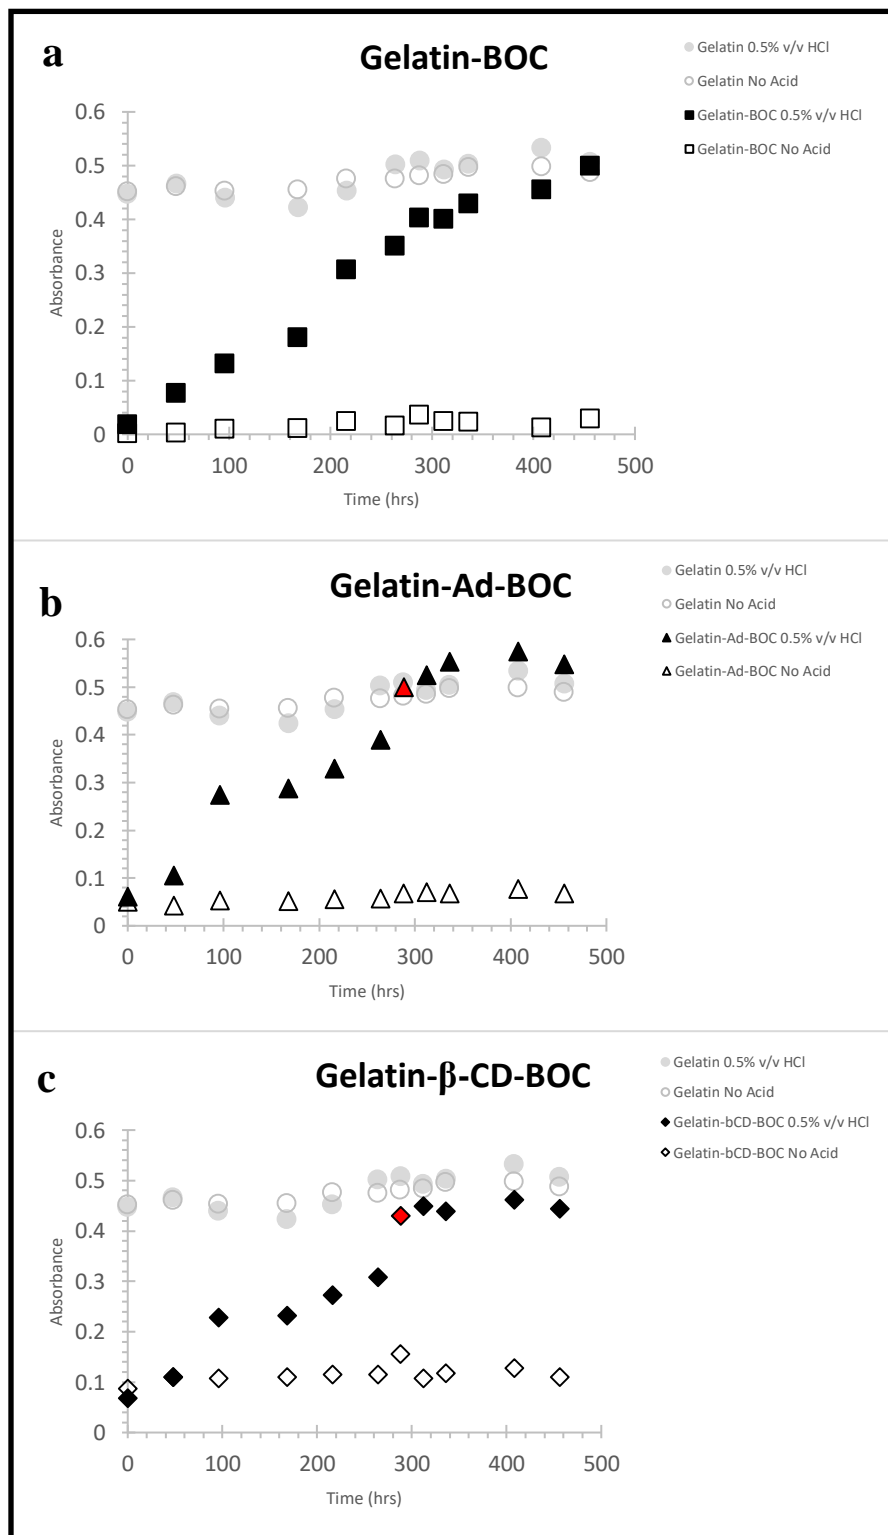 a
Gelatin-BOC
Gelatin 0.5% v/v HCl
Gelatin No Acid
Gelatin-BOC 0.5% v/v HCl
Gelatin-BOC No Acid
0.6
0.5
0.4
0.3
0.2
0.1
0
Absorbance
0 100 200 300 400 500
Time (hrs)
b
Gelatin-Ad-BOC
Gelatin 0.5% v/v HCl
Gelatin No Acid
Gelatin-Ad-BOC 0.5% v/v HCl
Gelatin-Ad-BOC No Acid
0.6
0.5
0.4
0.3
0.2
0.1
0
Absorbance
0 100 200 300 400 500
Time (hrs)
c
Gelatin-β-CD-BOC
Gelatin 0.5% v/v HCl
Gelatin No Acid
Gelatin-bCD-BOC 0.5% v/v HCl
Gelatin-bCD-BOC No Acid
0.6
0.5
0.4
0.3
0.2
0.1
0
Absorbance
0 100 200 300 400 500
Time (hrs)